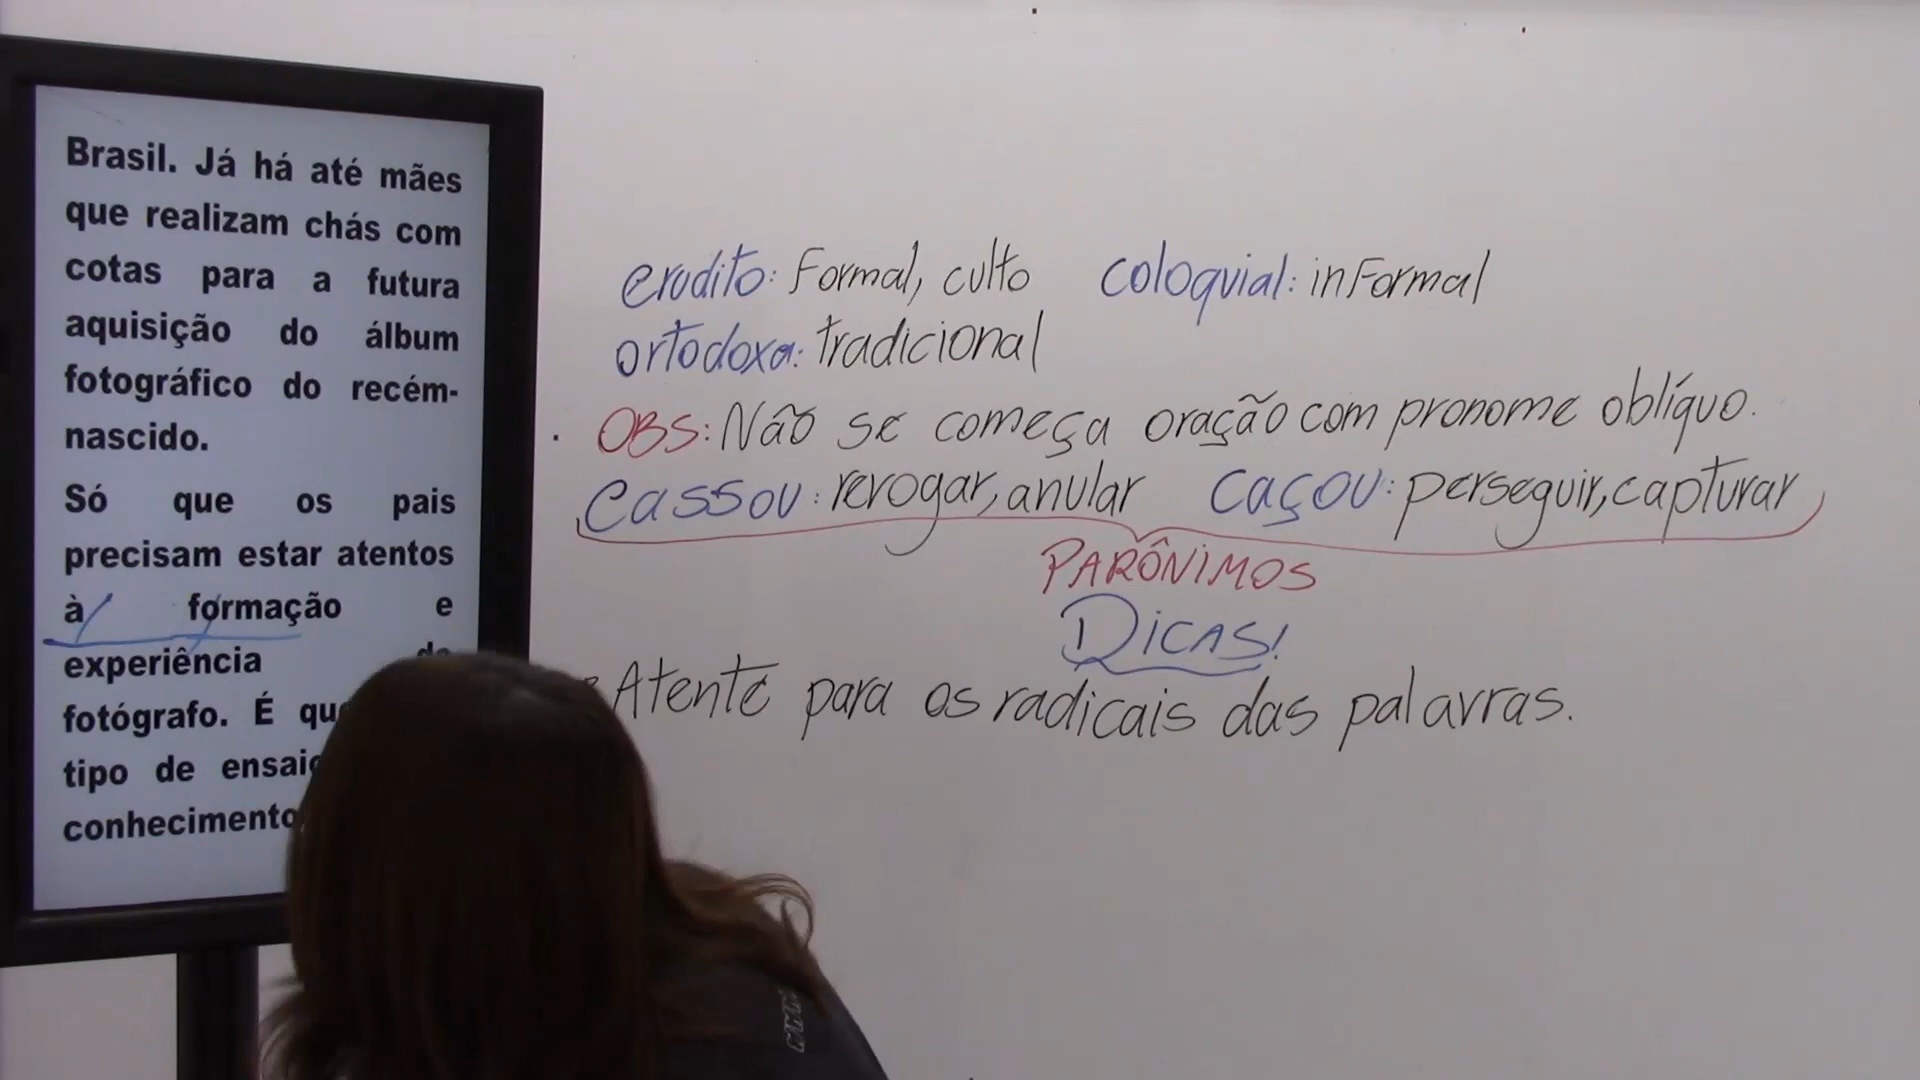 Brasil. Já há até mães
que realizam chás com
cotas para a futura
aquisição do álbum
fotográfico do recém-
nascido.
Só que os pais
precisam estar atentos
à formação e
experiência do
fotógrafo. É
tipo de
conhecimento
erudito: Formal, culto coloquial: informal
ortodoxa: tradicional
OBS: Não se começa oração com pronome oblíquo.
Cassou: revogar, anular Caçou: perseguir, capturar
PARÔNIMOS
DICAS!
Atente para os radicais das palavras.